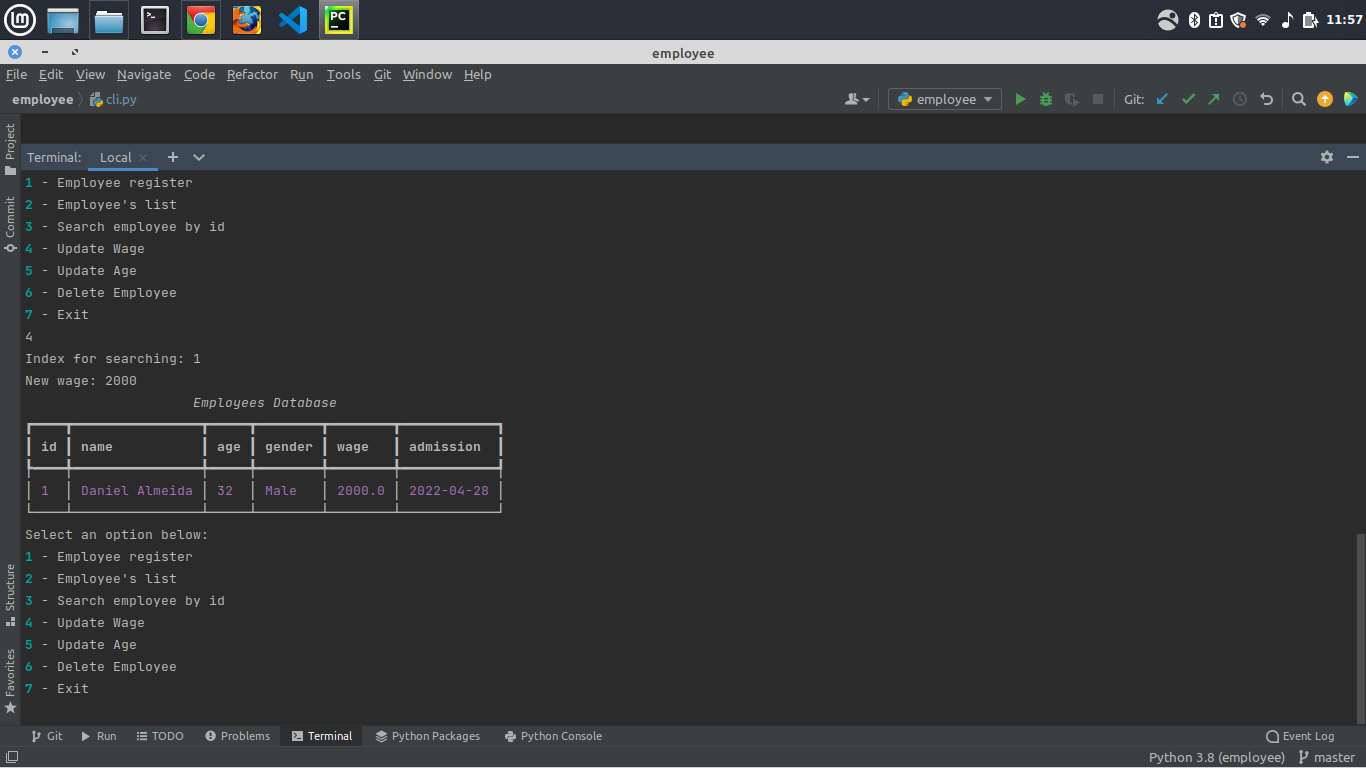 PC
11:57
employee
File Edit View Navigate Code Refactor Run Tools Git Window Help
employee cli.py employee Git:
Project
Commit
Structure
Favorites
Terminal: Local
1 - Employee register
2 - Employee's list
3 - Search employee by id
4 - Update Wage
5 - Update Age
6 - Delete Employee
7 - Exit
4
Index for searching: 1
New wage: 2000
Employees Database
id name age gender wage admission
1 Daniel Almeida 32 Male 2000.0 2022-04-28
Select an option below:
1 - Employee register
2 - Employee's list
3 - Search employee by id
4 - Update Wage
5 - Update Age
6 - Delete Employee
7 - Exit
Git Run TODO Problems Terminal Python Packages Python Console Event Log
Python 3.8 (employee) master